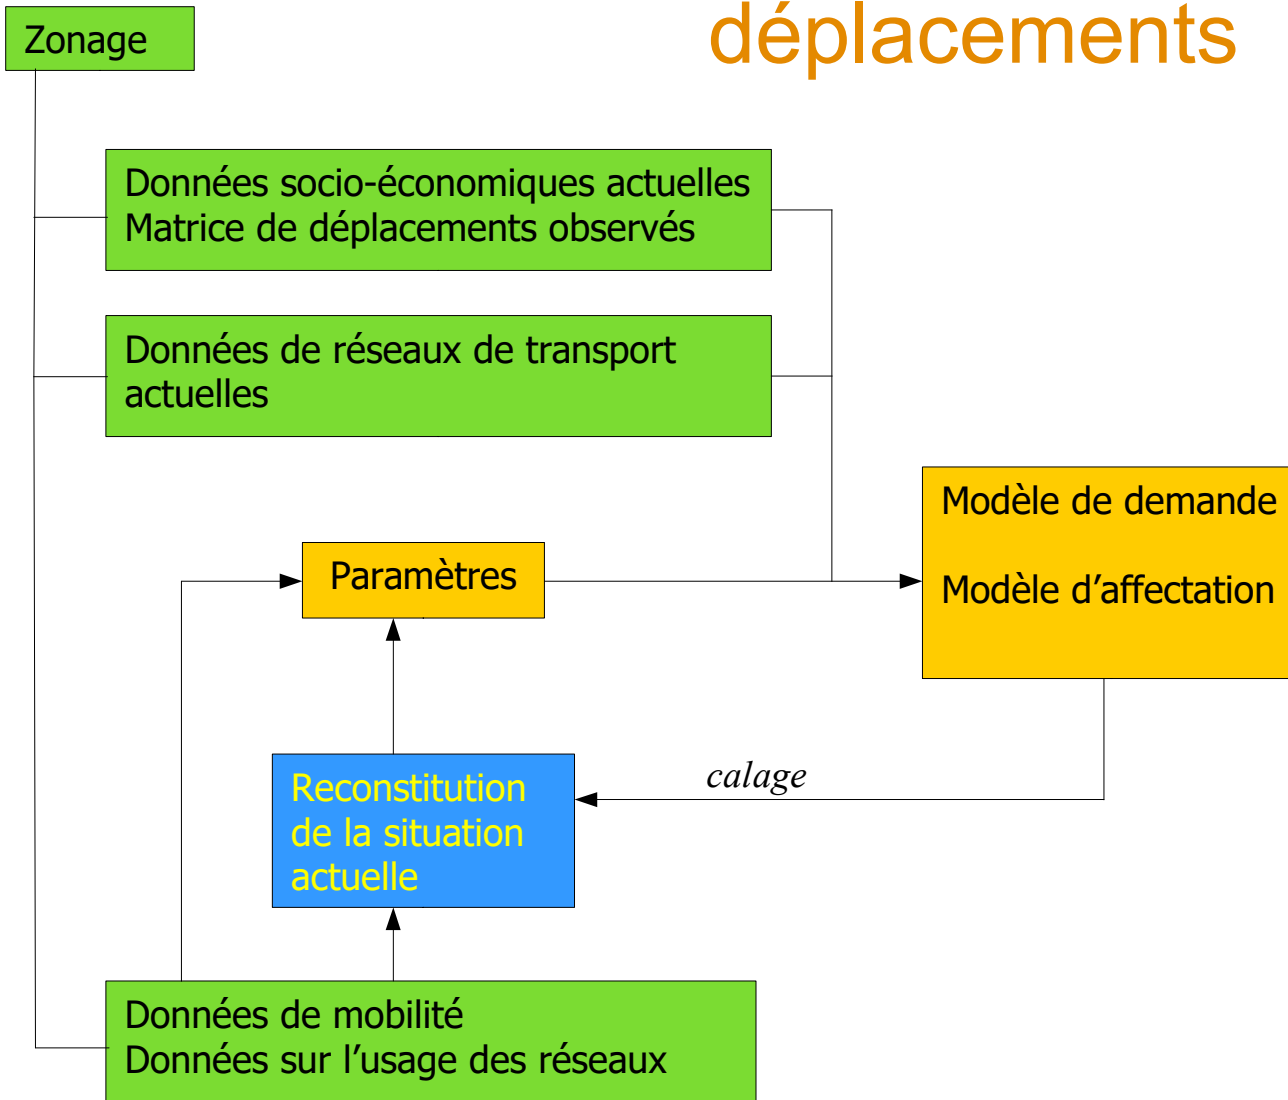 déplacements
Zonage
Données socio-économiques actuelles
Matrice de déplacements observés
Données de réseaux de transport
actuelles
Modèle de demande
Modèle d’affectation
Paramètres
calage
Reconstitution
de la situation
actuelle
Données de mobilité
Données sur l’usage des réseaux